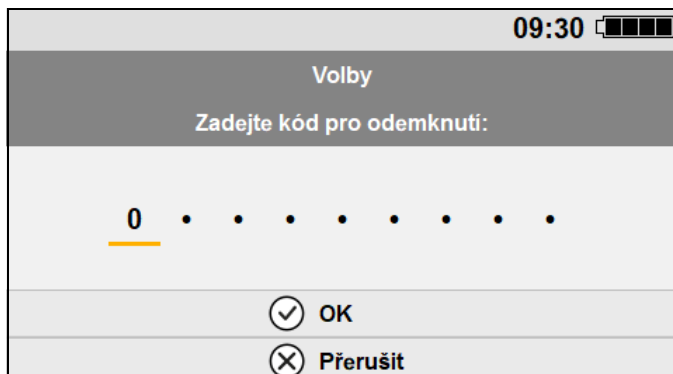 09:30
Volby
Zadejte kód pro odemknutí:
0 • • • • • • • •
OK
Přerušit